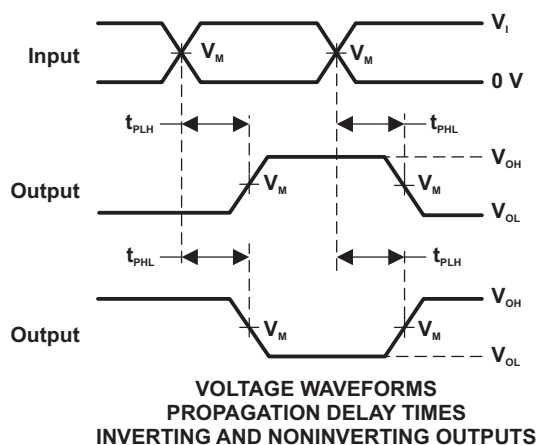 Input
V_M
V_M
V_I
0 V
t_PLH
t_PHL
Output
V_M
V_M
V_OH
V_OL
t_PHL
t_PLH
Output
V_M
V_M
V_OH
V_OL
VOLTAGE WAVEFORMS
PROPAGATION DELAY TIMES
INVERTING AND NONINVERTING OUTPUTS